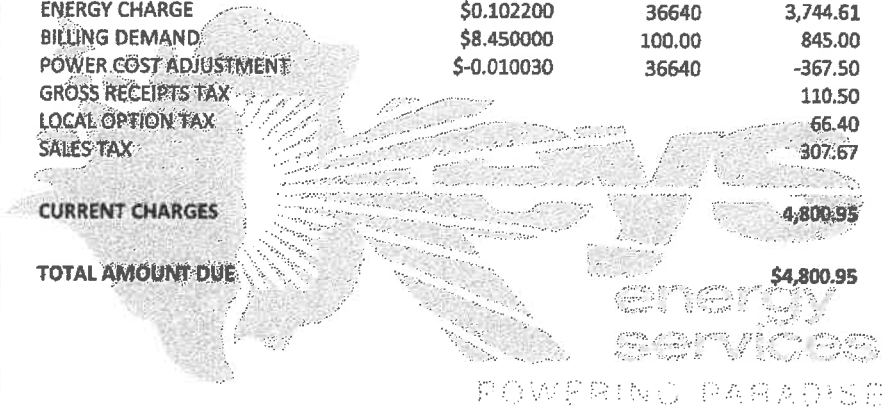 ENERGY CHARGE $0.102200 36640 3,744.61
BILLING DEMAND $8.450000 100.00 845.00
POWER COST ADJUSTMENT $-0.010030 36640 -367.50
GROSS RECEIPTS TAX 110.50
LOCAL OPTION TAX 66.40
SALES TAX 307.67
CURRENT CHARGES 4,800.95
TOTAL AMOUNT DUE $4,800.95
eys
energy
services
POWERING PARADISE